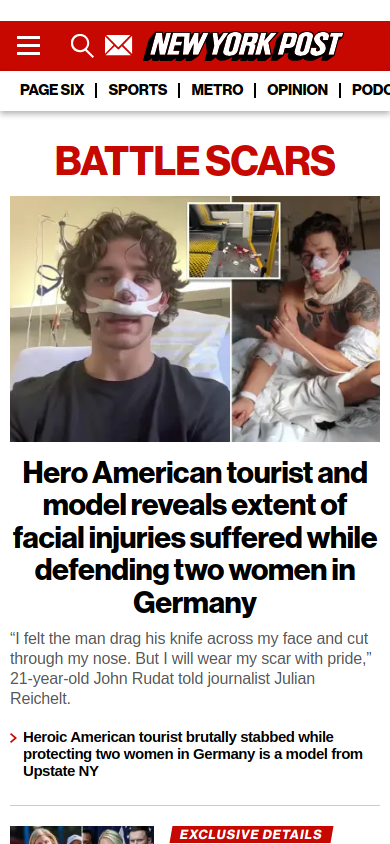 NEW YORK POST
PAGE SIX
SPORTS
METRO
OPINION
PODC
BATTLE SCARS
Hero American tourist and
model reveals extent of
facial injuries suffered while
defending two women in
Germany
“I felt the man drag his knife across my face and cut
through my nose. But I will wear my scar with pride,”
21-year-old John Rudat told journalist Julian
Reichelt.
Heroic American tourist brutally stabbed while
protecting two women in Germany is a model from
Upstate NY
EXCLUSIVE DETAILS